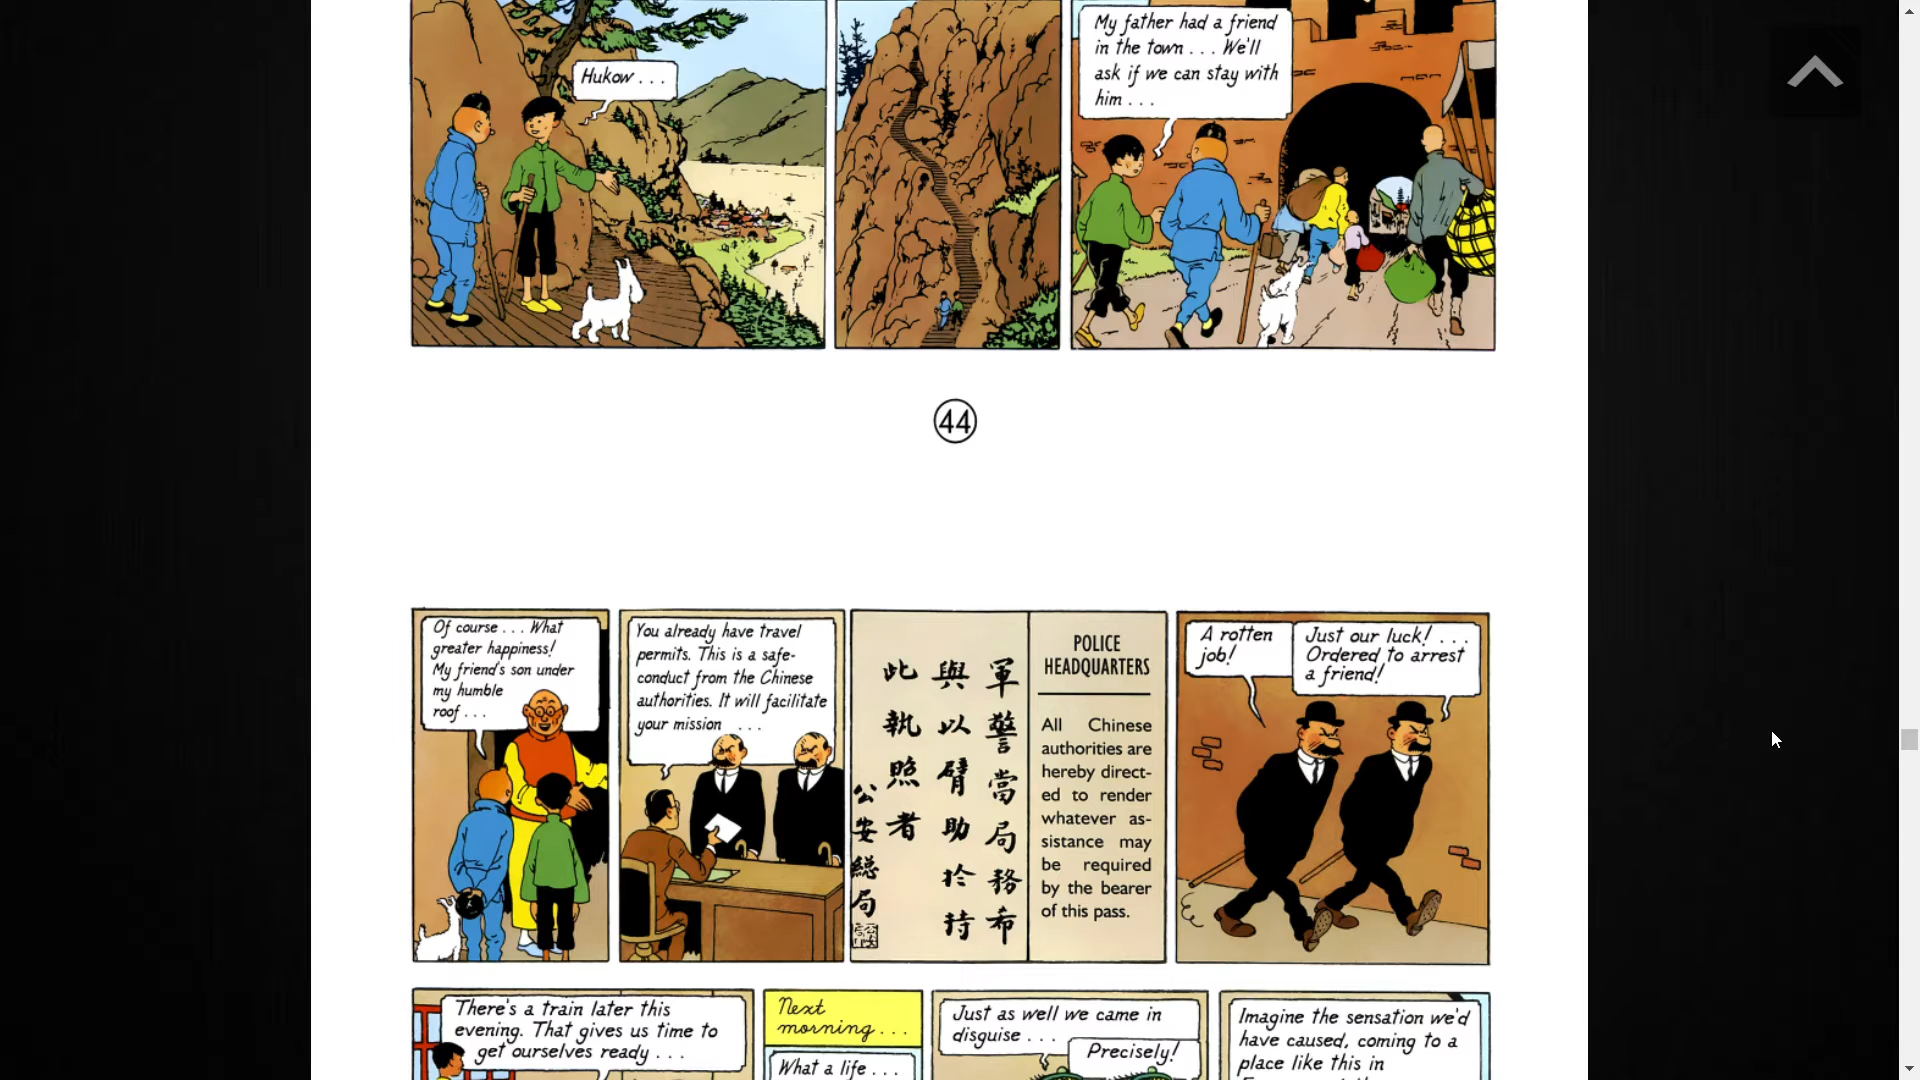 Hukow . . .
My father had a friend
in the town . . . We'll
ask if we can stay with
him . . .
44
Of course . . . What
greater happiness!
My friend's son under
my humble
roof . . .
You already have travel
permits. This is a safe-
conduct from the Chinese
authorities. It will facilitate
your mission . . .
軍警當局務希
與以臂助於持
此執照者
公安總局
POLICE
HEADQUARTERS
All Chinese
authorities are
hereby direct-
ed to render
whatever as-
sistance may
be required
by the bearer
of this pass.
A rotten
job!
Just our luck! . . .
Ordered to arrest
a friend!
There's a train later this
evening. That gives us time to
get ourselves ready . . .
Next
morning . . .
What a life . . .
Just as well we came in
disguise . . .
Precisely!
Imagine the sensation we'd
have caused, coming to a
place like this in